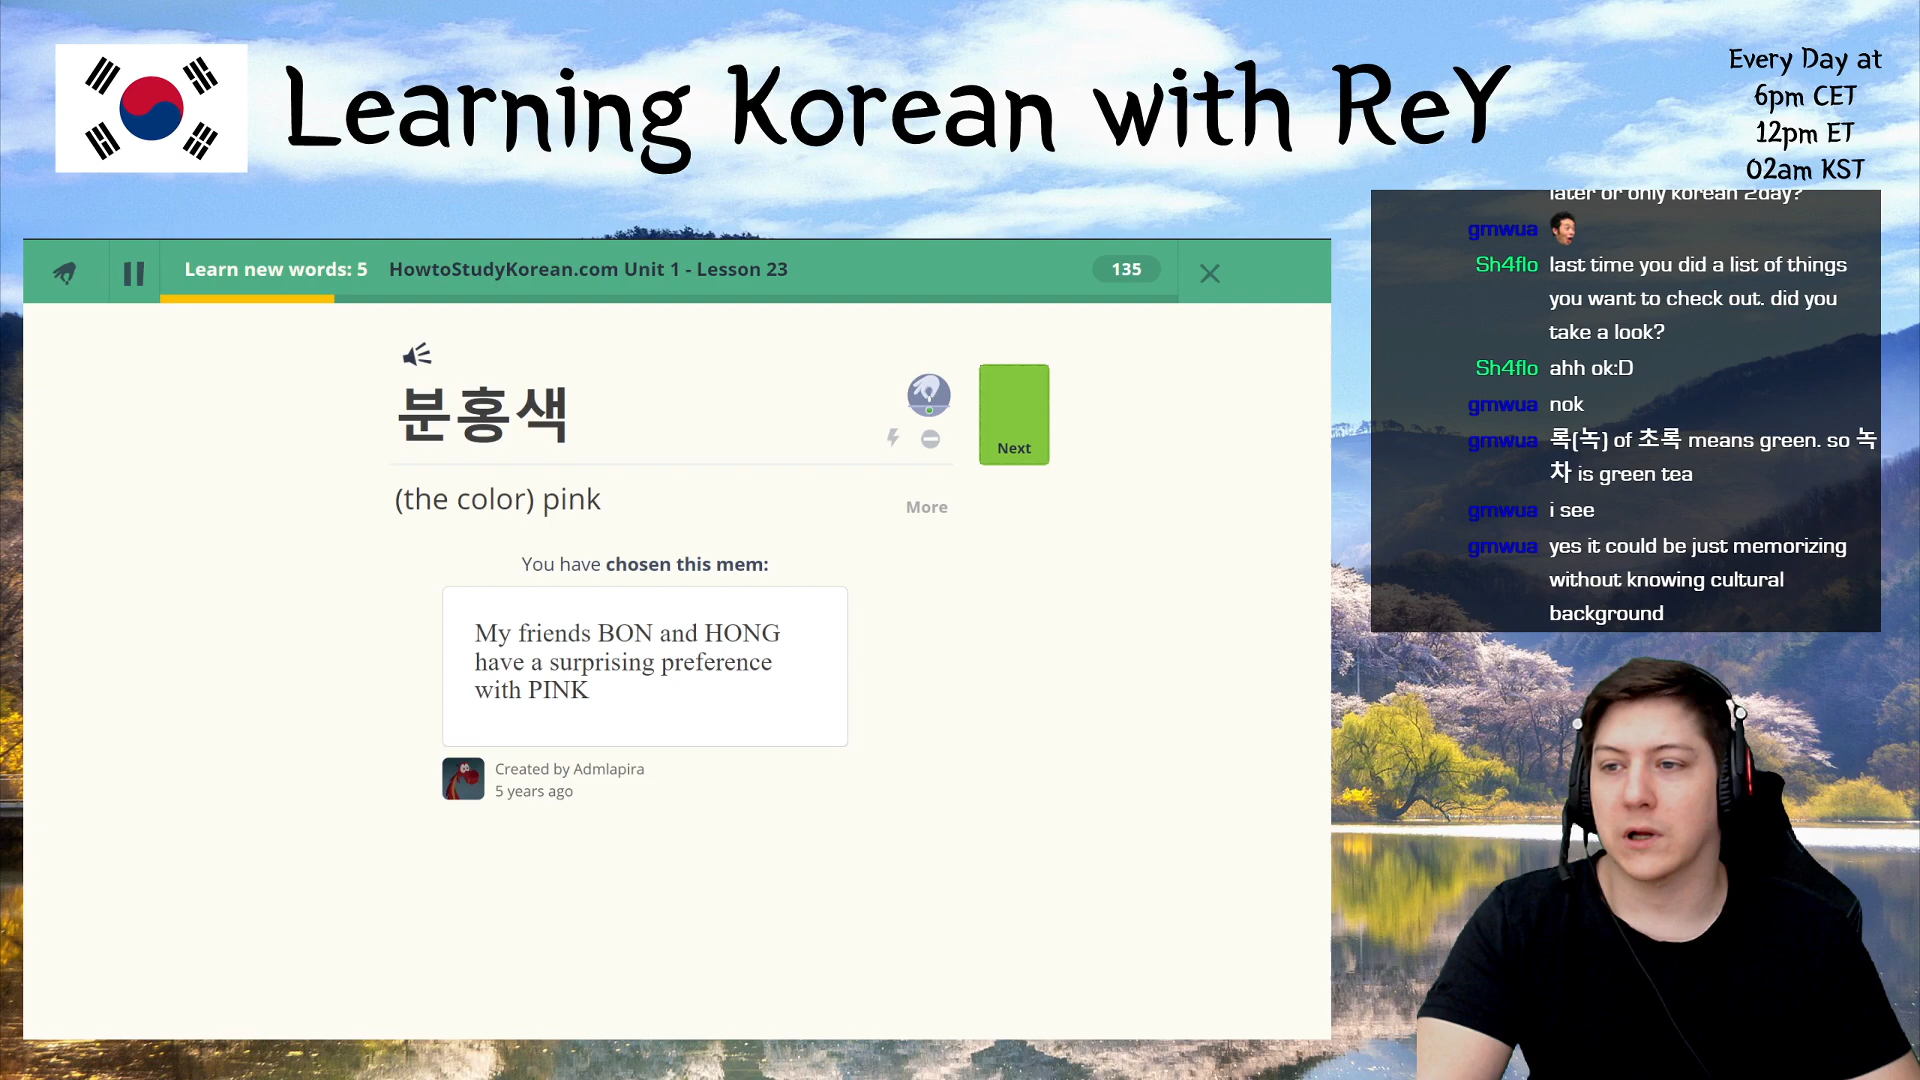 Learning Korean with ReY
Every Day at
6pm CET
12pm ET
02am KST
later or only korean 2day?
gmwua
Sh4flo last time you did a list of things
you want to check out. did you
take a look?
Sh4flo ahh ok:D
gmwua nok
gmwua 록[녹] of 초록 means green. so 녹
차 is green tea
gmwua i see
gmwua yes it could be just memorizing
without knowing cultural
background
Learn new words: 5 HowtoStudyKorean.com Unit 1 - Lesson 23 135
분홍색
Next
(the color) pink
More
You have chosen this mem:
My friends BON and HONG
have a surprising preference
with PINK
Created by Admlapira
5 years ago